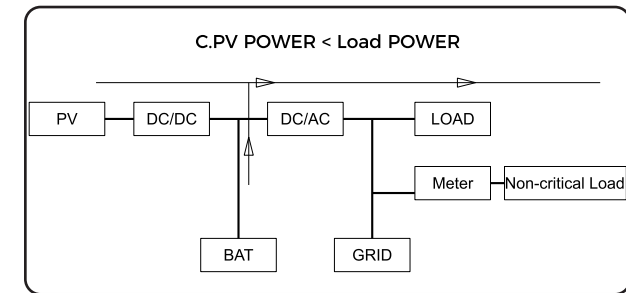 C.PV POWER < Load POWER
PV
DC/DC
DC/AC
LOAD
Meter
Non-critical Load
BAT
GRID